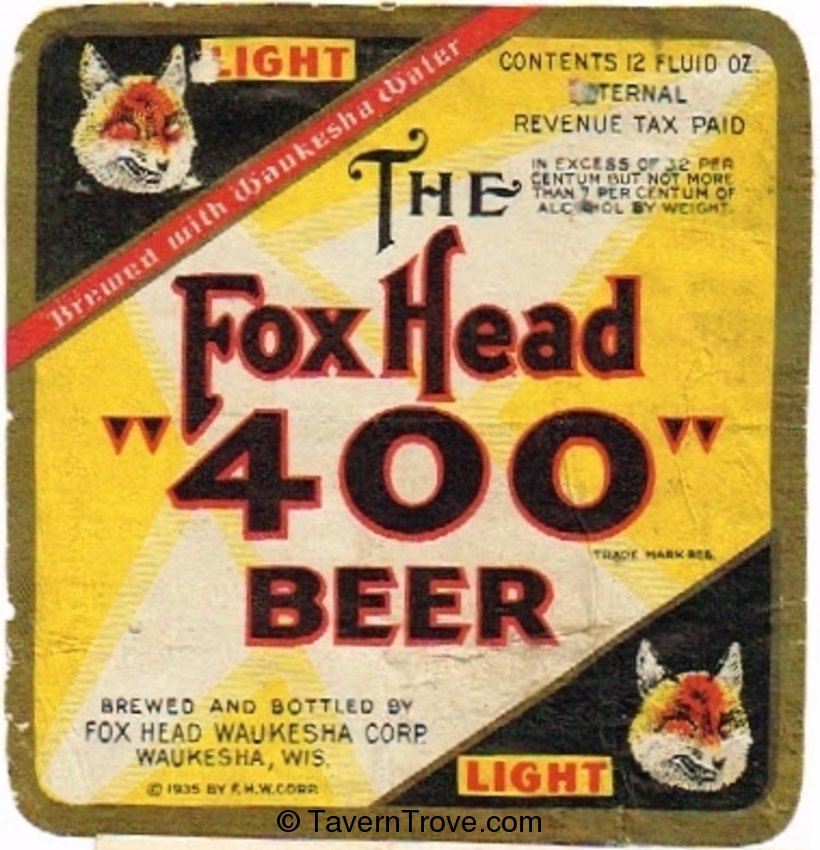 LIGHT
Brewed with Waukesha Water
CONTENTS 12 FLUID OZ.
TERNAL
REVENUE TAX PAID
IN EXCESS OF 3.2 PER
CENTUM BUT NOT MORE
THAN 7 PER CENTUM OF
ALCOHOL BY WEIGHT.
THE
Fox Head
"400"
TRADE MARK REG.
BEER
BREWED AND BOTTLED BY
FOX HEAD WAUKESHA CORP.
WAUKESHA, WIS.
© 1935 BY F.H.W. CORP.
LIGHT
© TavernTrove.com